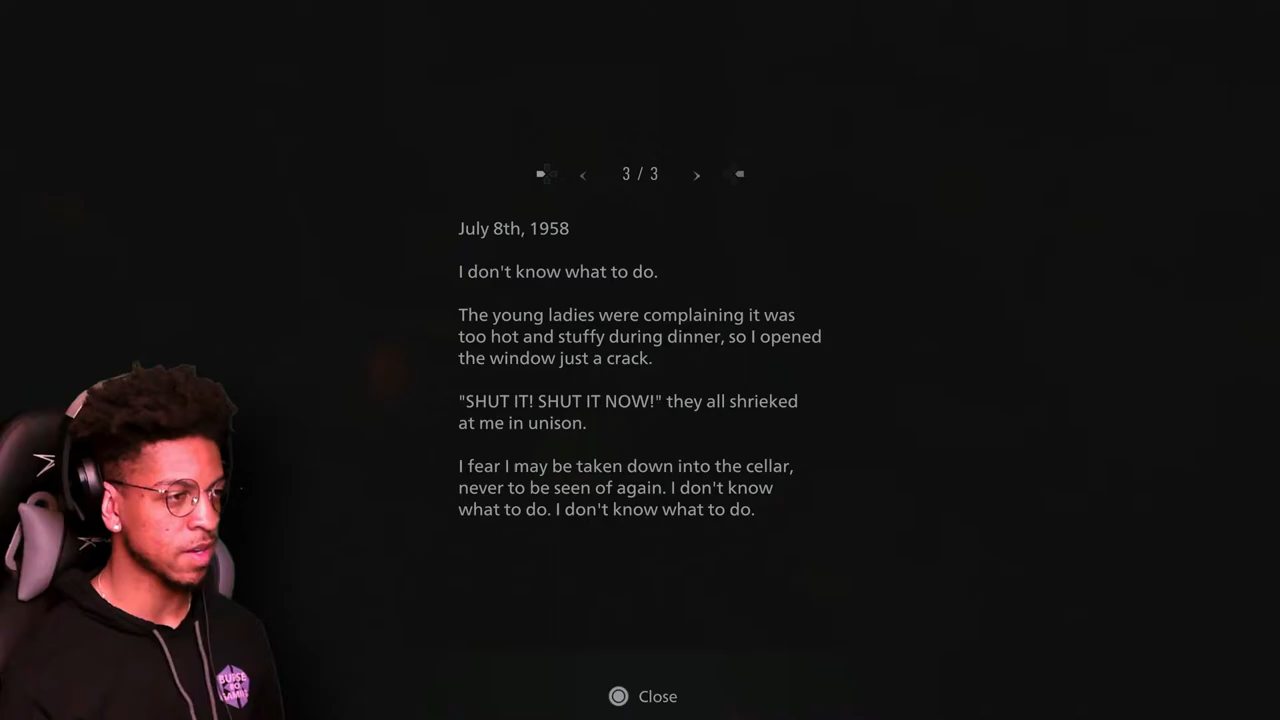 3 / 3
July 8th, 1958
I don't know what to do.
The young ladies were complaining it was
too hot and stuffy during dinner, so I opened
the window just a crack.
"SHUT IT! SHUT IT NOW!" they all shrieked
at me in unison.
I fear I may be taken down into the cellar,
never to be seen of again. I don't know
what to do. I don't know what to do.
Close